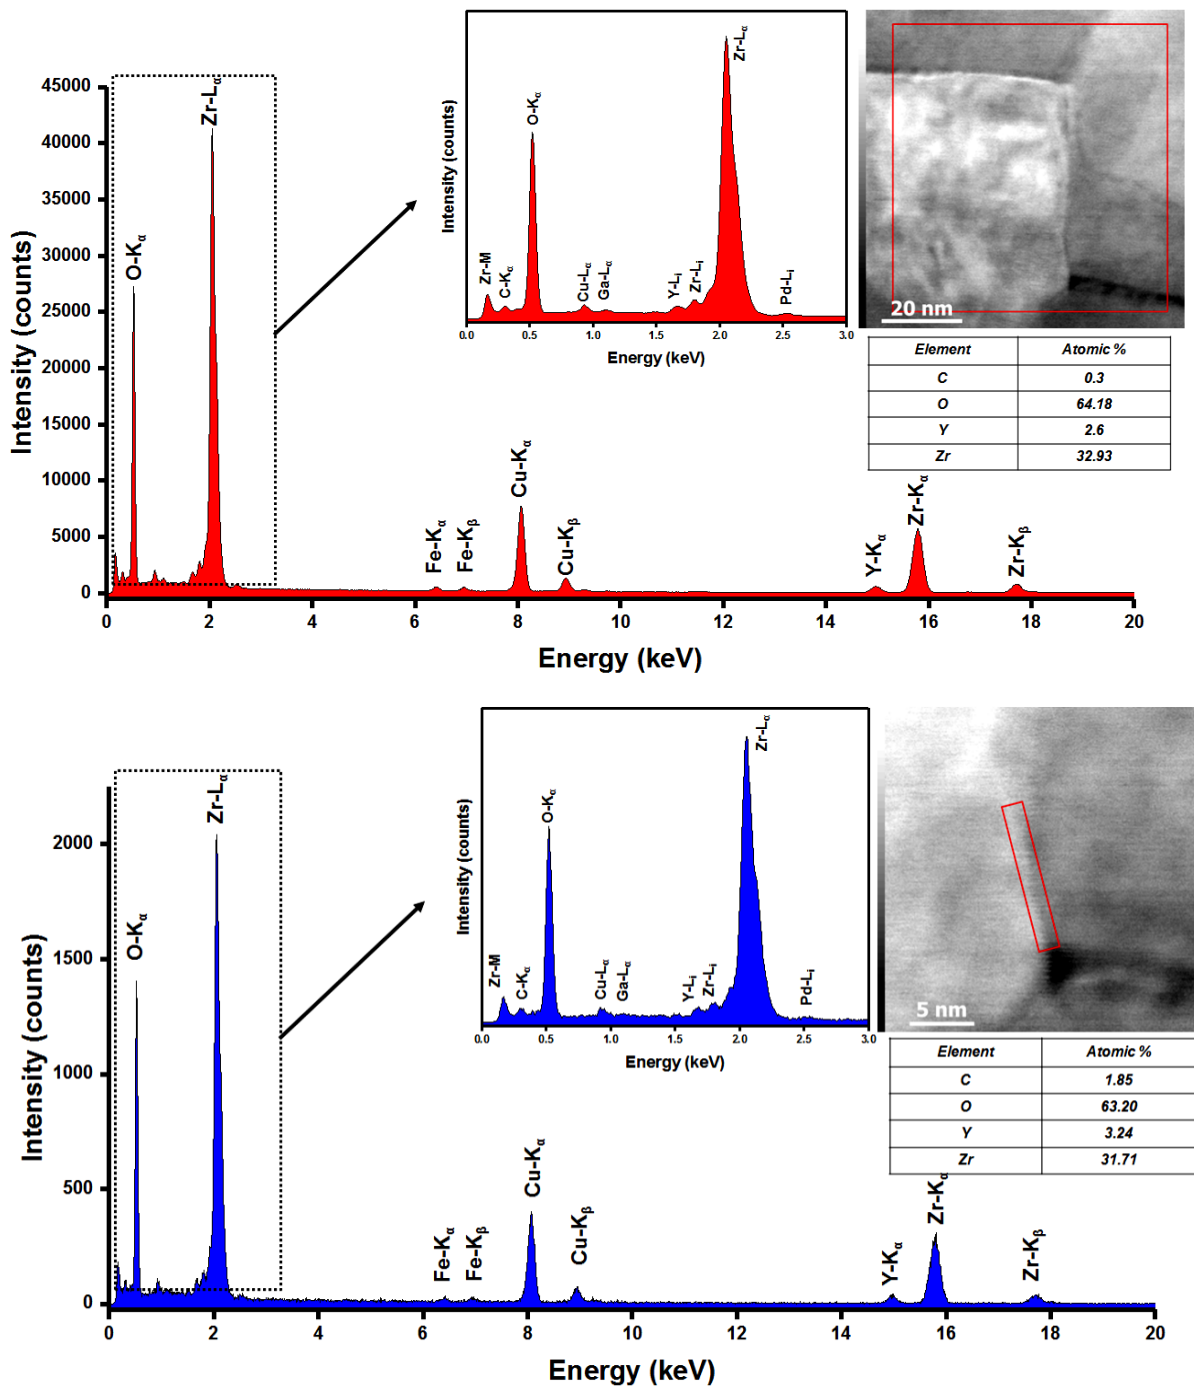 Intensity (counts)
45000
40000
35000
30000
25000
20000
15000
10000
5000
0
0 2 4 6 8 10 12 14 16 18 20
Energy (keV)
O-Kα
Zr-Lα
Fe-Kα
Fe-Kβ
Cu-Kα
Cu-Kβ
Y-Kα
Zr-Kα
Zr-Kβ
Intensity (counts)
Zr-M
C-Kα
O-Kα
Cu-Lα
Ga-Lα
Y-Li
Zr-Li
Zr-Lα
Pd-Li
0.0 0.5 1.0 1.5 2.0 2.5 3.0
Energy (keV)
20 nm
Element Atomic %
C 0.3
O 64.18
Y 2.6
Zr 32.93
Intensity (counts)
2000
1500
1000
500
0
0 2 4 6 8 10 12 14 16 18 20
Energy (keV)
O-Kα
Zr-Lα
Fe-Kα
Fe-Kβ
Cu-Kα
Cu-Kβ
Y-Kα
Zr-Kα
Zr-Kβ
Intensity (counts)
Zr-M
C-Kα
O-Kα
Cu-Lα
Ga-Lα
Y-Li
Zr-Li
Zr-Lα
Pd-Li
0.0 0.5 1.0 1.5 2.0 2.5 3.0
Energy (keV)
5 nm
Element Atomic %
C 1.85
O 63.20
Y 3.24
Zr 31.71